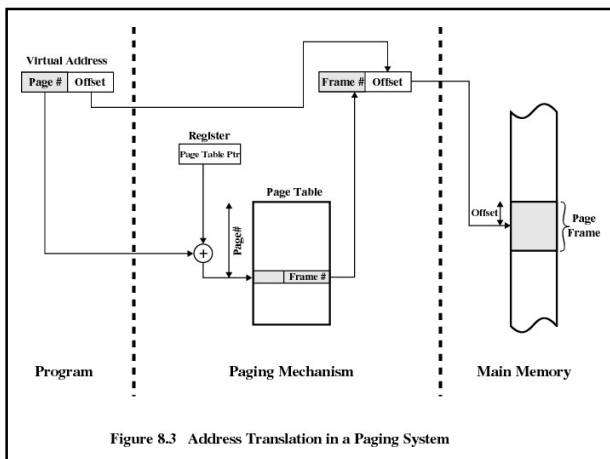 Virtual Address
Page # Offset
Frame # Offset
Register
Page Table Ptr
Page Table
Page#
+
Frame #
Offset
Page
Frame
Program
Paging Mechanism
Main Memory
Figure 8.3 Address Translation in a Paging System